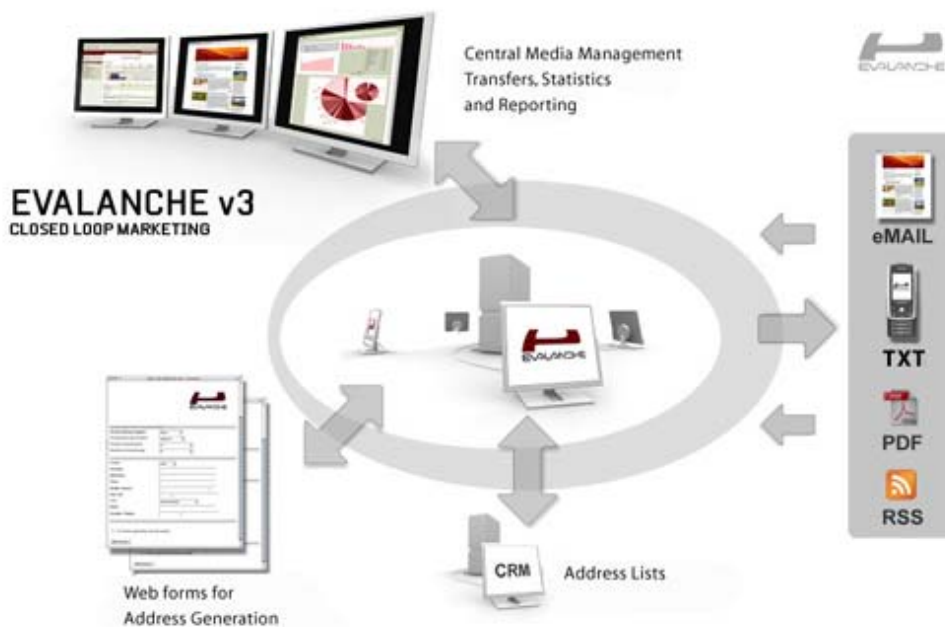 Central Media Management
Transfers, Statistics
and Reporting
EVALANCHE
EVALANCHE v3
CLOSED LOOP MARKETING
eMAIL
TXT
PDF
RSS
EVALANCHE
EVALANCHE
CRM
Address Lists
Web forms for
Address Generation